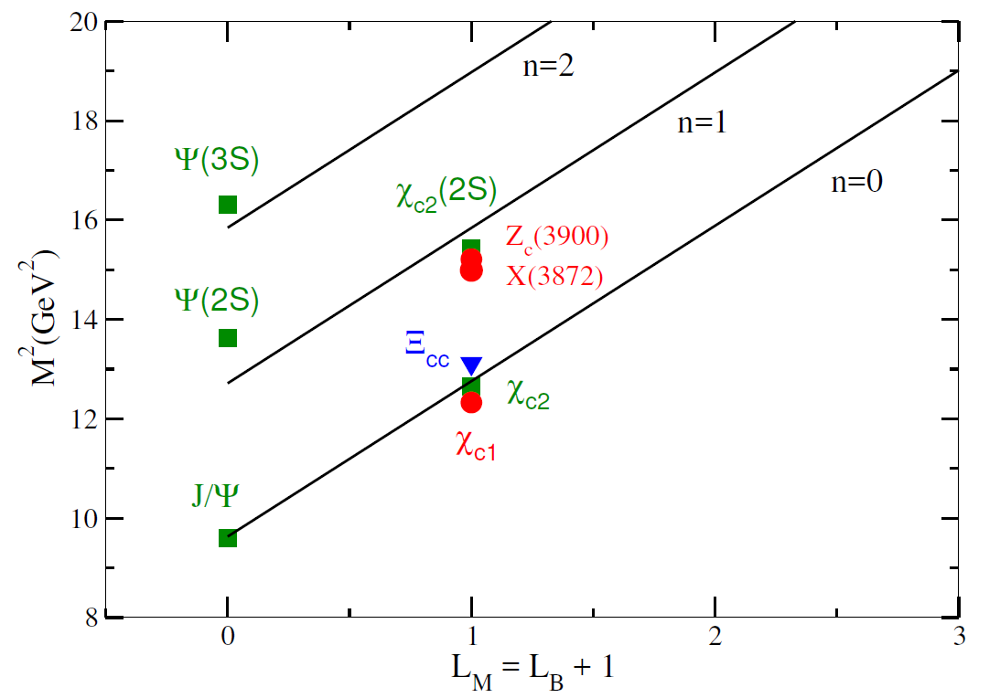 20
n=2
18
n=1
Ψ(3S)
χc2(2S)
n=0
16
Zc(3900)
X(3872)
Ψ(2S)
14
Ξcc
χc2
12
χc1
J/Ψ
10
8
M²(GeV²)
0 1 2 3
LM = LB + 1